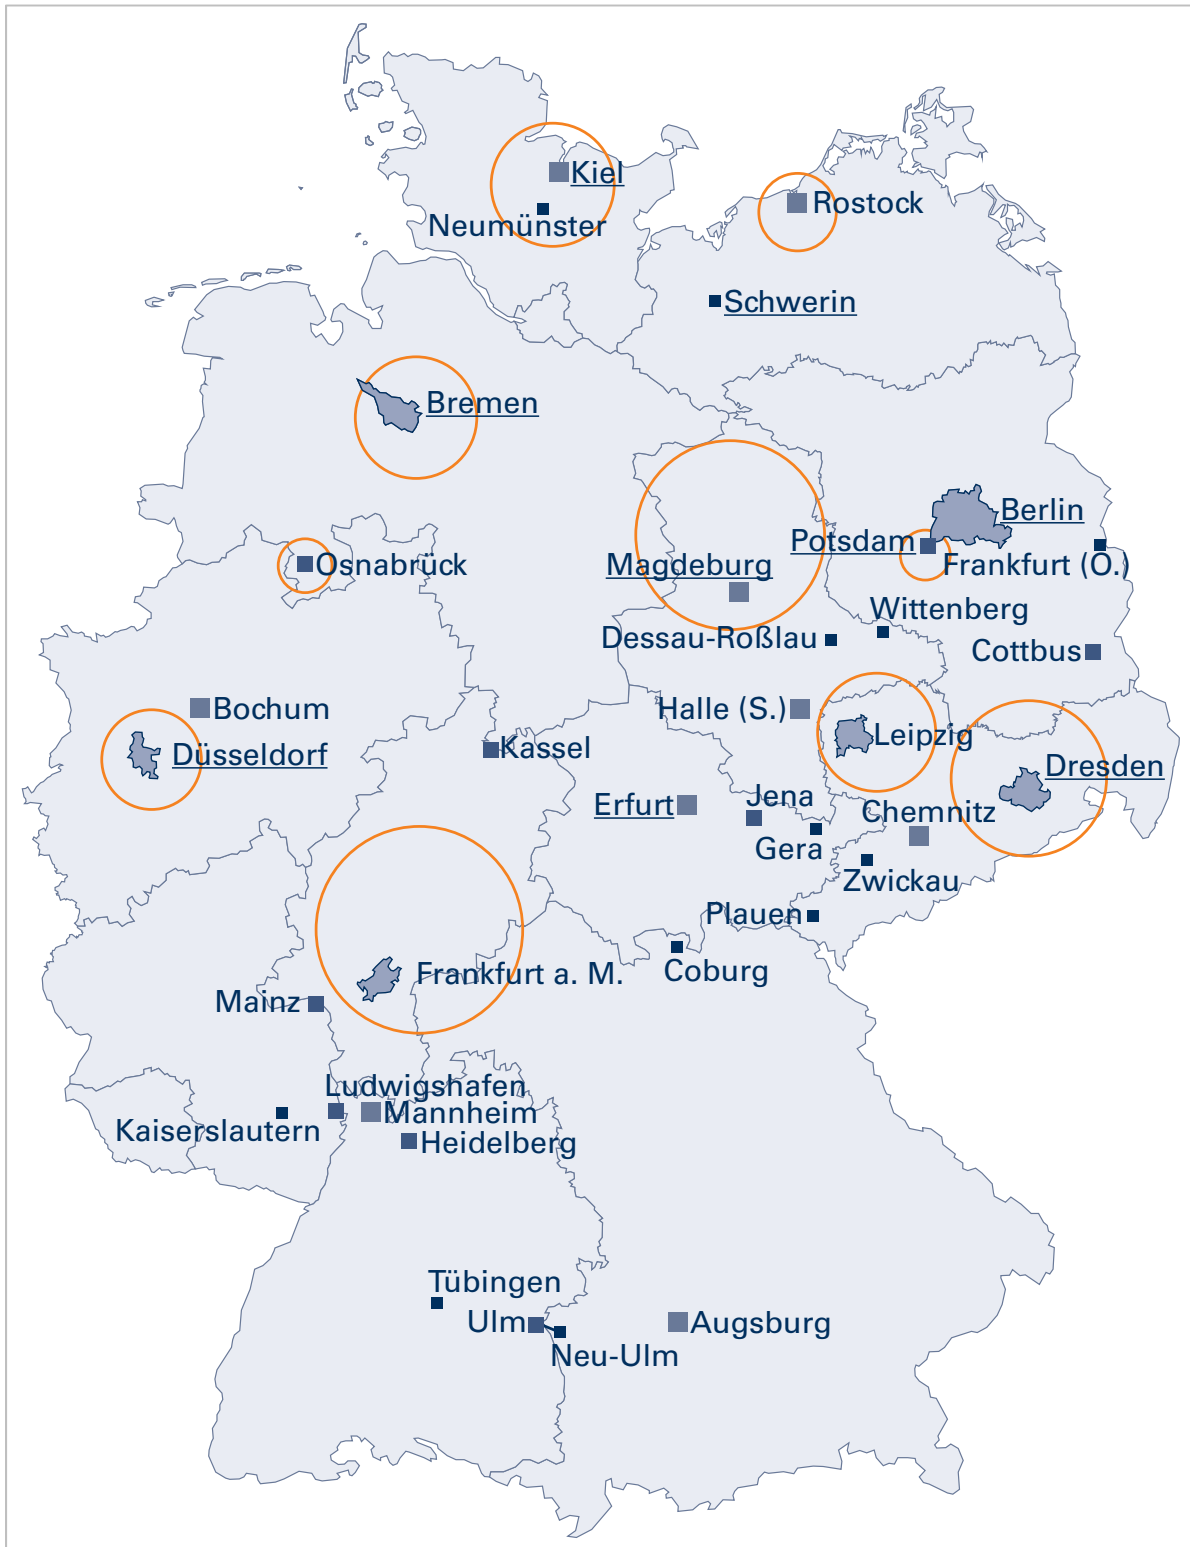 Kiel
Rostock
Neumünster
Schwerin
Bremen
Berlin
Potsdam
Osnabrück
Magdeburg
Frankfurt (O.)
Wittenberg
Dessau-Roßlau
Cottbus
Bochum
Halle (S.)
Leipzig
Düsseldorf
Kassel
Dresden
Jena
Erfurt
Chemnitz
Gera
Zwickau
Plauen
Coburg
Frankfurt a. M.
Mainz
Ludwigshafen
Mannheim
Kaiserslautern
Heidelberg
Tübingen
Ulm
Augsburg
Neu-Ulm